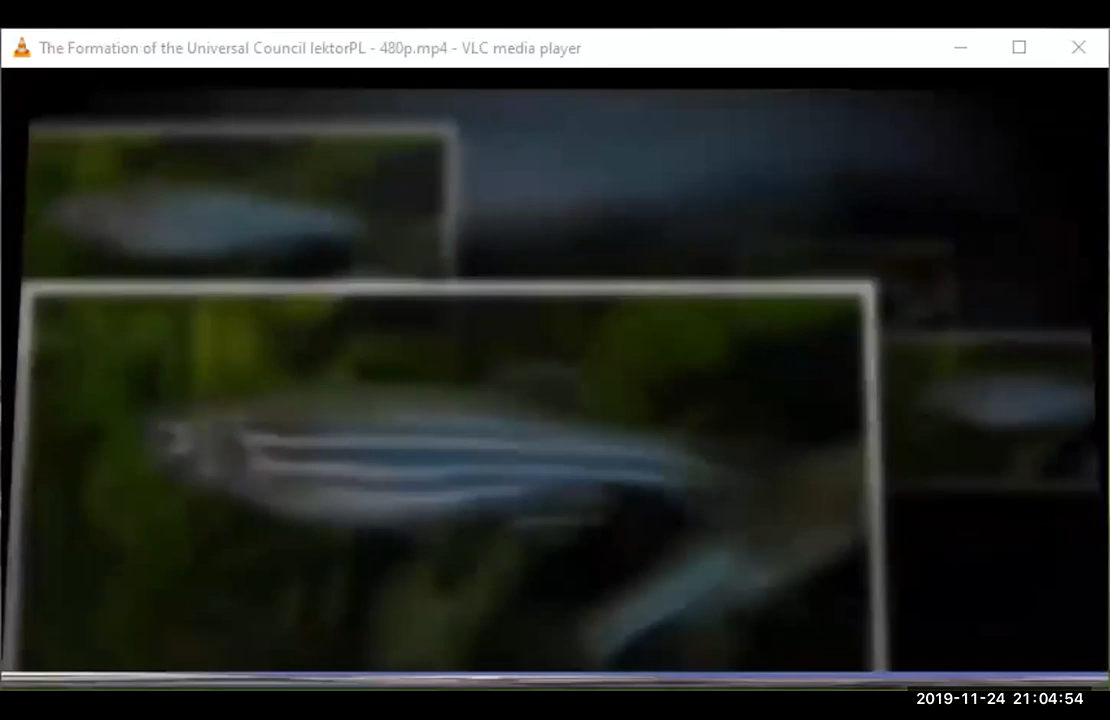 The Formation of the Universal Council lektorPL - 480p.mp4 - VLC media player
2019-11-24 21:04:54